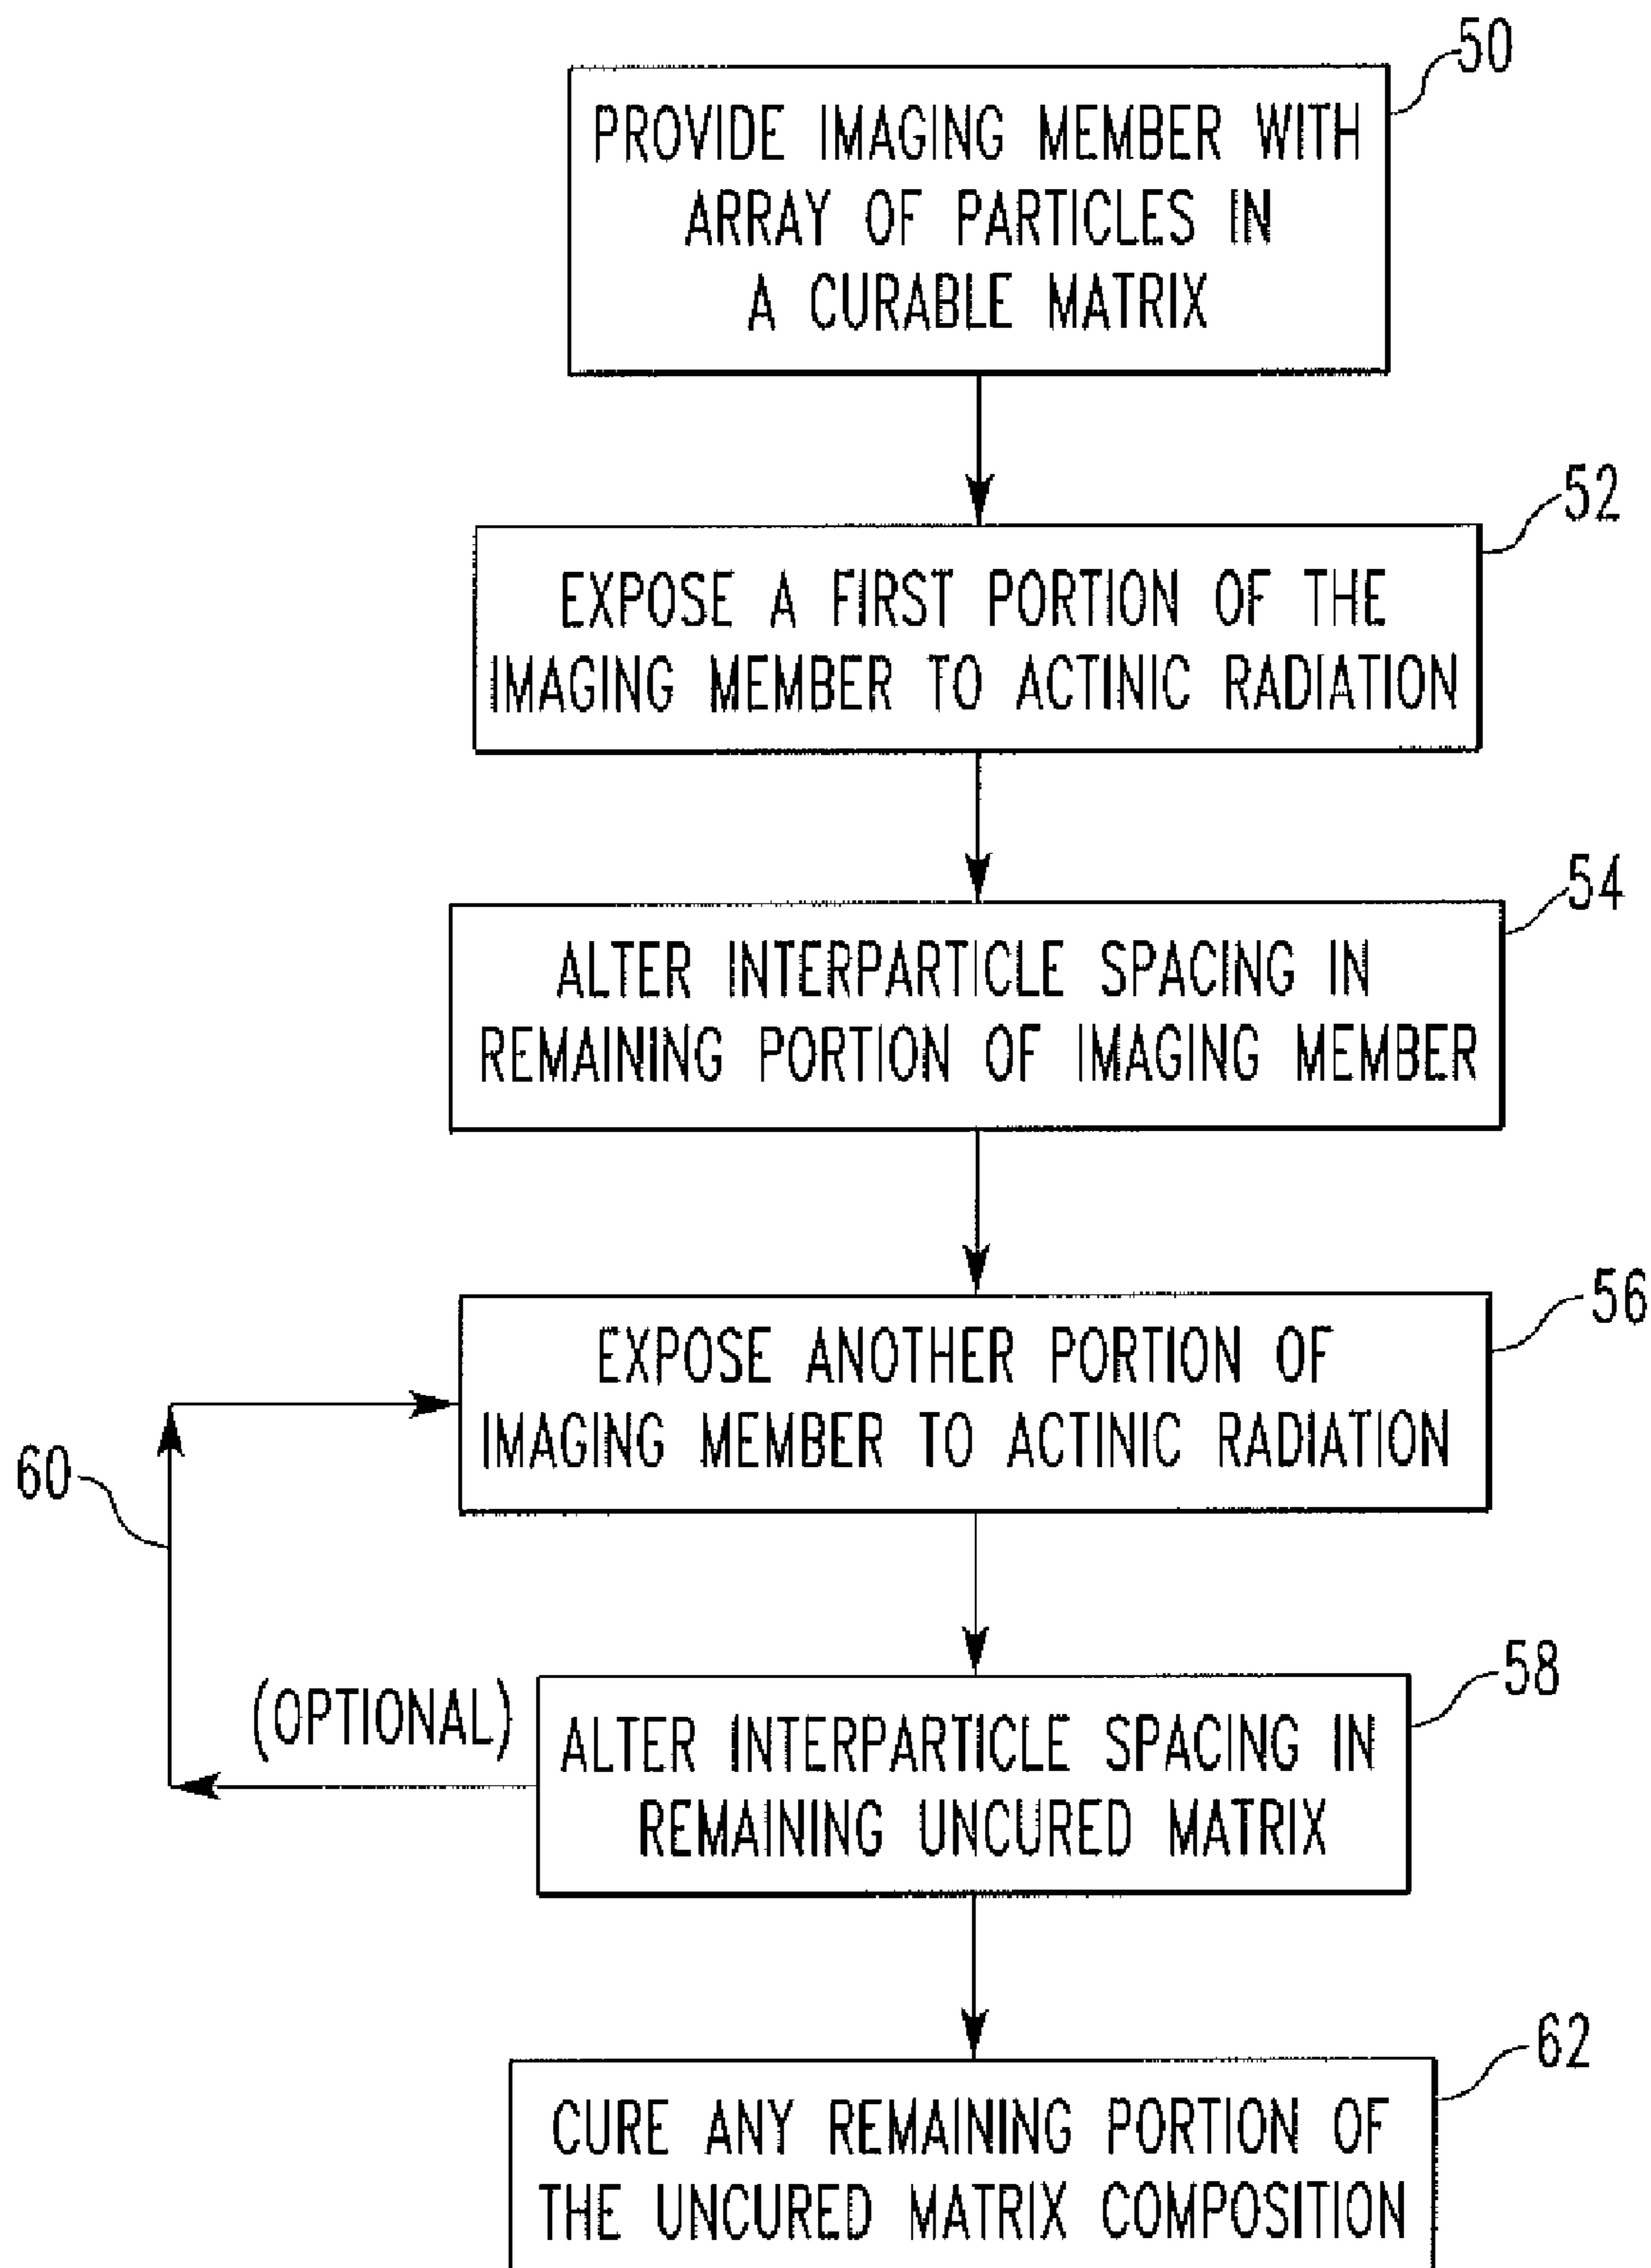 50
PROVIDE IMAGING MEMBER WITH
ARRAY OF PARTICLES IN
A CURABLE MATRIX
52
EXPOSE A FIRST PORTION OF THE
IMAGING MEMBER TO ACTINIC RADIATION
54
ALTER INTERPARTICLE SPACING IN
REMAINING PORTION OF IMAGING MEMBER
56
EXPOSE ANOTHER PORTION OF
IMAGING MEMBER TO ACTINIC RADIATION
60
(OPTIONAL)
58
ALTER INTERPARTICLE SPACING IN
REMAINING UNCURED MATRIX
62
CURE ANY REMAINING PORTION OF
THE UNCURED MATRIX COMPOSITION